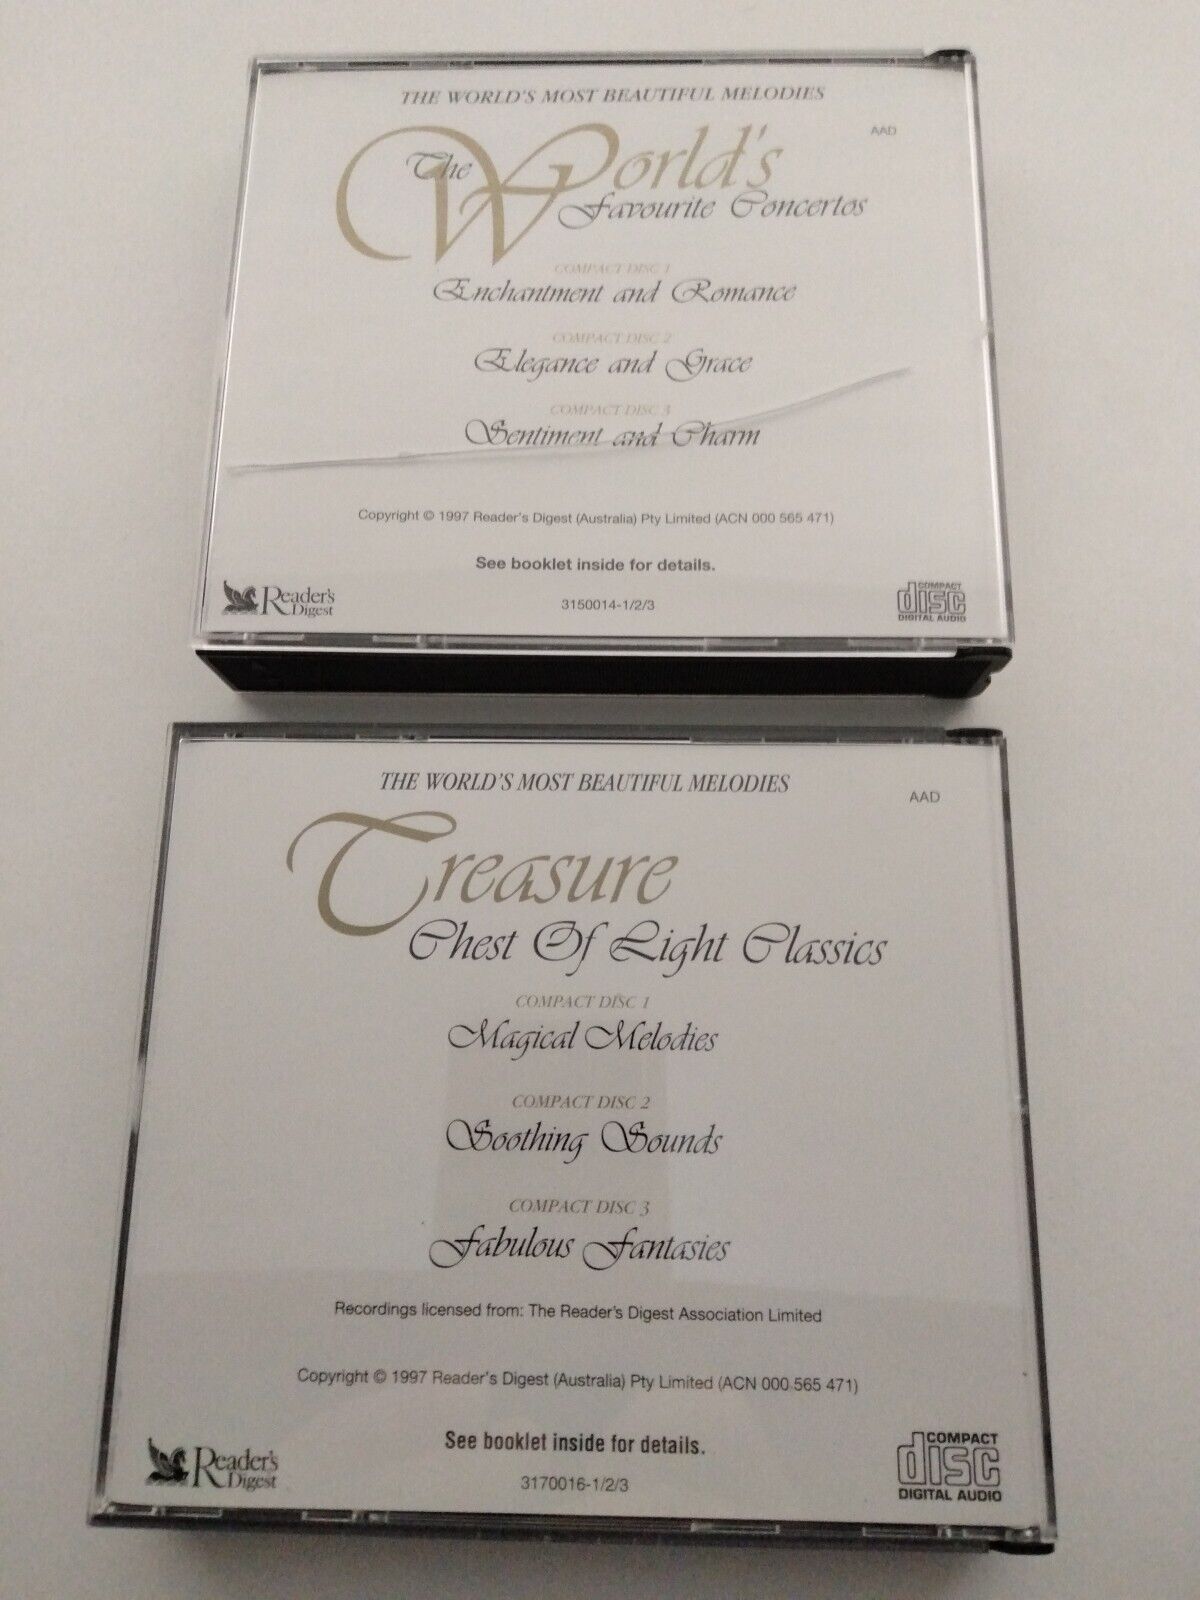 THE WORLD'S MOST BEAUTIFUL MELODIES
AAD
The World's
Favourite Concertos
COMPACT DISC 1
Enchantment and Romance
COMPACT DISC 2
Elegance and Grace
COMPACT DISC 3
Sentiment and Charm
Copyright © 1997 Reader's Digest (Australia) Pty Limited (ACN 000 565 471)
See booklet inside for details.
Reader's
Digest
3150014-1/2/3
COMPACT
disc
DIGITAL AUDIO
THE WORLD'S MOST BEAUTIFUL MELODIES
AAD
Treasure
Chest Of Light Classics
COMPACT DISC 1
Magical Melodies
COMPACT DISC 2
Soothing Sounds
COMPACT DISC 3
Fabulous Fantasies
Recordings licensed from: The Reader's Digest Association Limited
Copyright © 1997 Reader's Digest (Australia) Pty Limited (ACN 000 565 471)
See booklet inside for details.
Reader's
Digest
3170016-1/2/3
COMPACT
disc
DIGITAL AUDIO